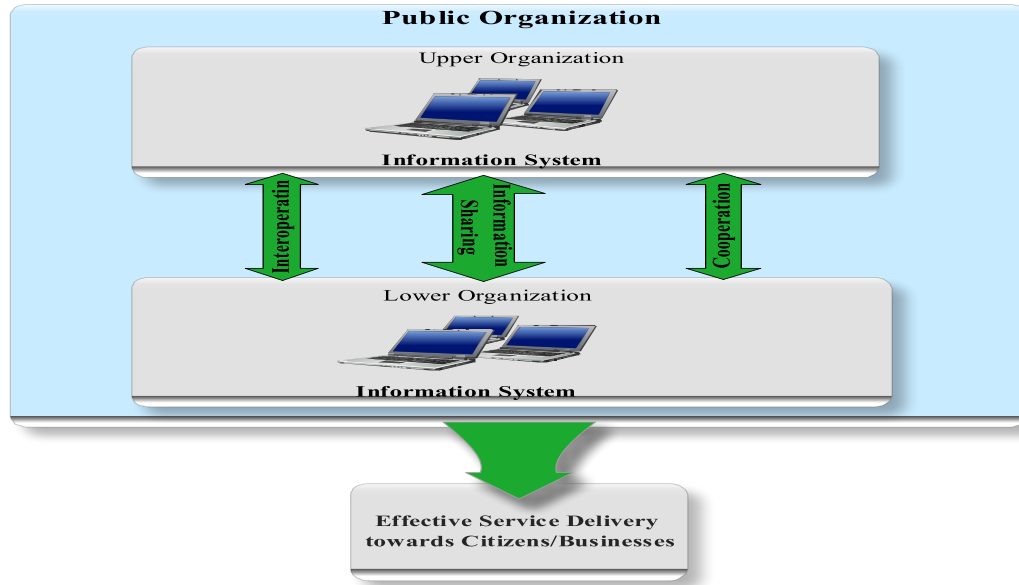 Public Organization
Upper Organization
Information System
Interoperatin
Information
Sharing
Cooperation
Lower Organization
Information System
Effective Service Delivery
towards Citizens/Businesses